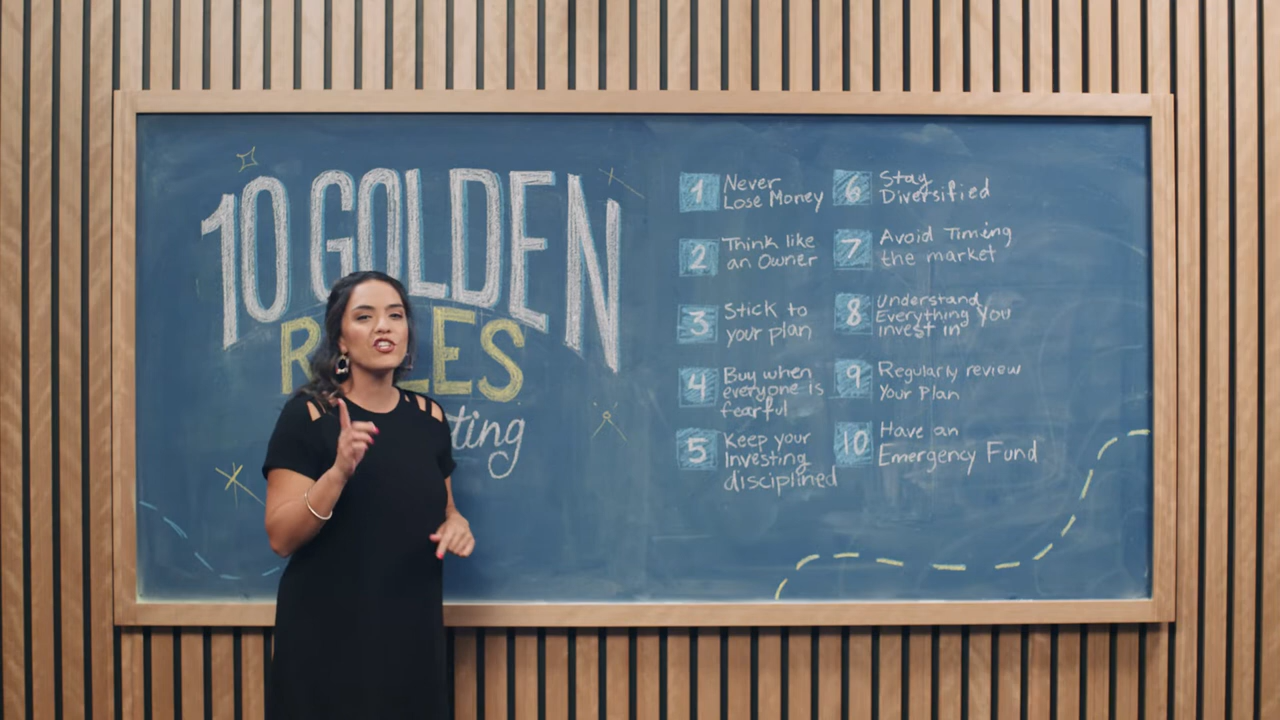 10 GOLDEN
ting
1 Never
Lose Money
2 Think like
an Owner
3 Stick to
your plan
4 Buy when
everyone is
fearful
5 Keep your
Investing
disciplined
6 Stay
Diversified
7 Avoid Timing
the market
8 Understand
Everything You
invest in
9 Regularly review
Your Plan
10 Have an
Emergency Fund